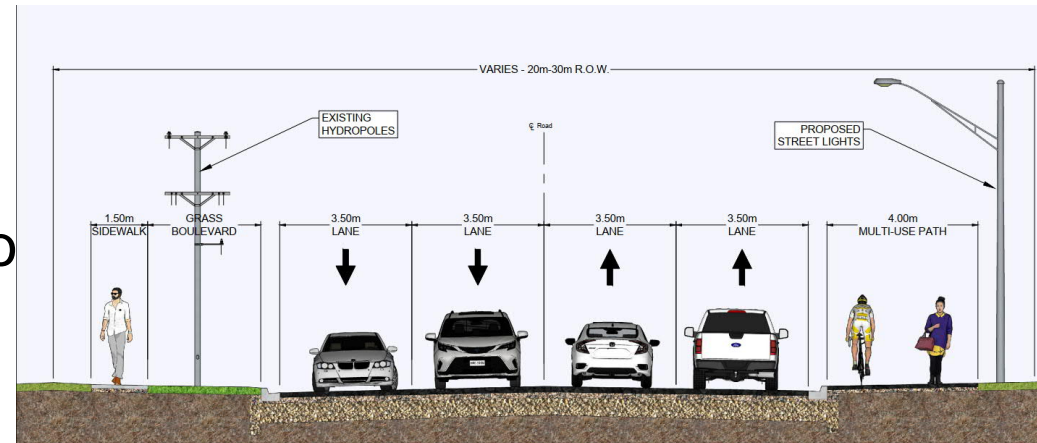 VARIES - 20m-30m R.O.W.
EXISTING
HYDROPOLES
℄ Road
PROPOSED
STREET LIGHTS
1.50m
SIDEWALK
GRASS
BOULEVARD
3.50m
LANE
3.50m
LANE
3.50m
LANE
3.50m
LANE
4.00m
MULTI-USE PATH